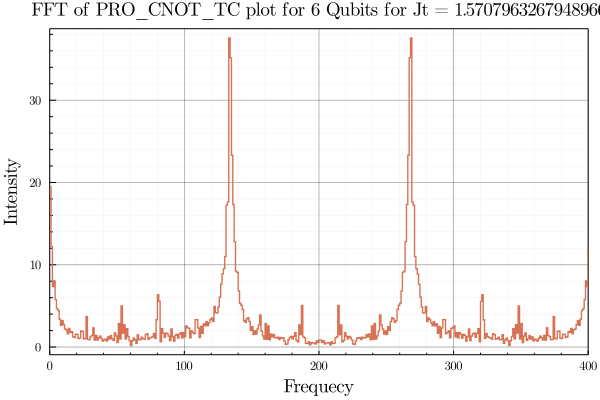 FFT of PRO_CNOT_TC plot for 6 Qubits for Jt = 1.570796326794896
Intensity
30
20
10
0
0 100 200 300 400
Frequecy